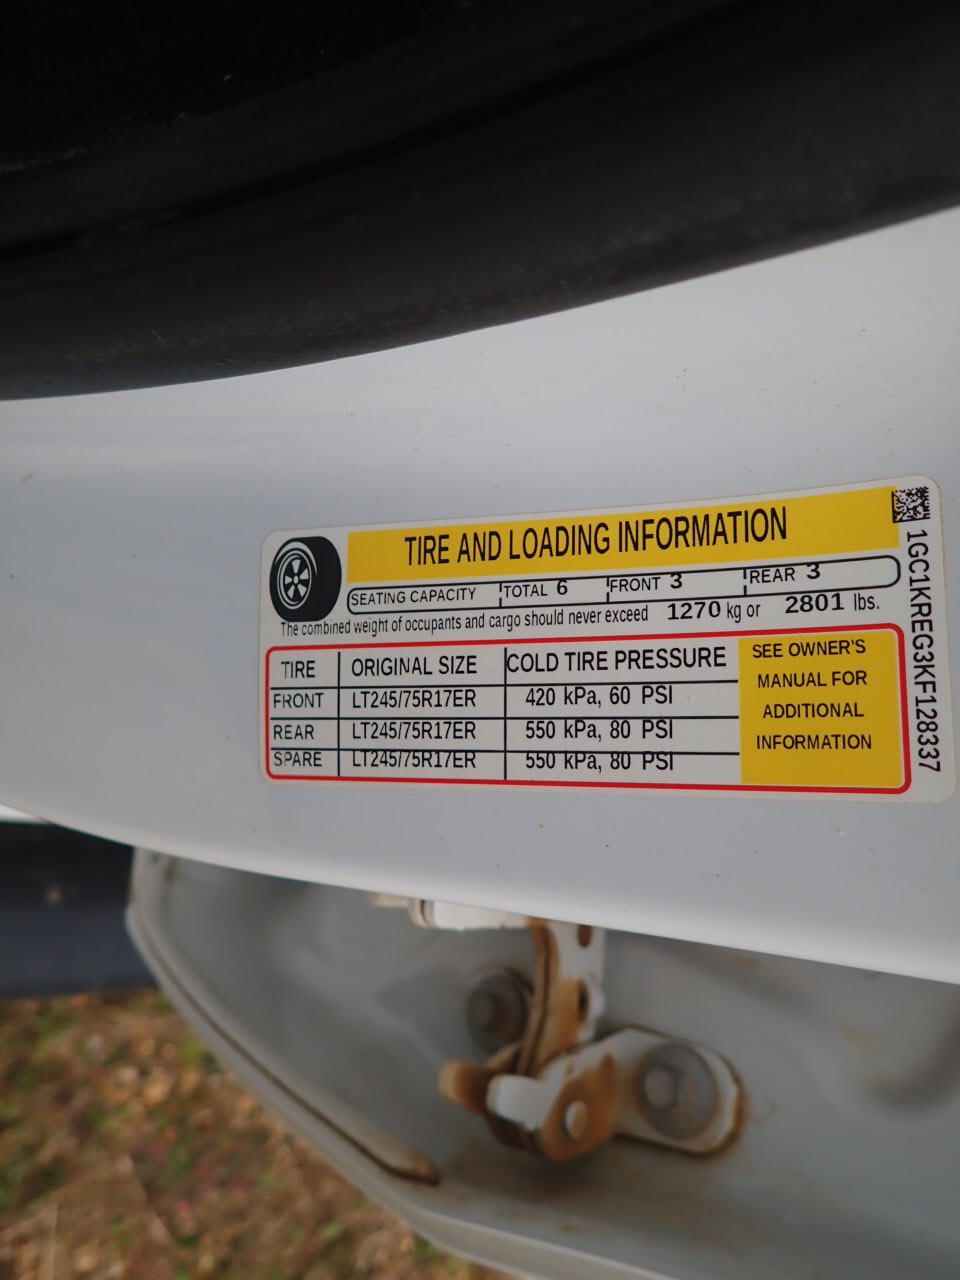 TIRE AND LOADING INFORMATION
SEATING CAPACITY TOTAL 6 FRONT 3 REAR 3
The combined weight of occupants and cargo should never exceed 1270 kg or 2801 lbs.
TIRE ORIGINAL SIZE COLD TIRE PRESSURE
FRONT LT245/75R17ER 420 kPa, 60 PSI
REAR LT245/75R17ER 550 kPa, 80 PSI
SPARE LT245/75R17ER 550 kPa, 80 PSI
SEE OWNER'S
MANUAL FOR
ADDITIONAL
INFORMATION
1GC1KREG3KF128337